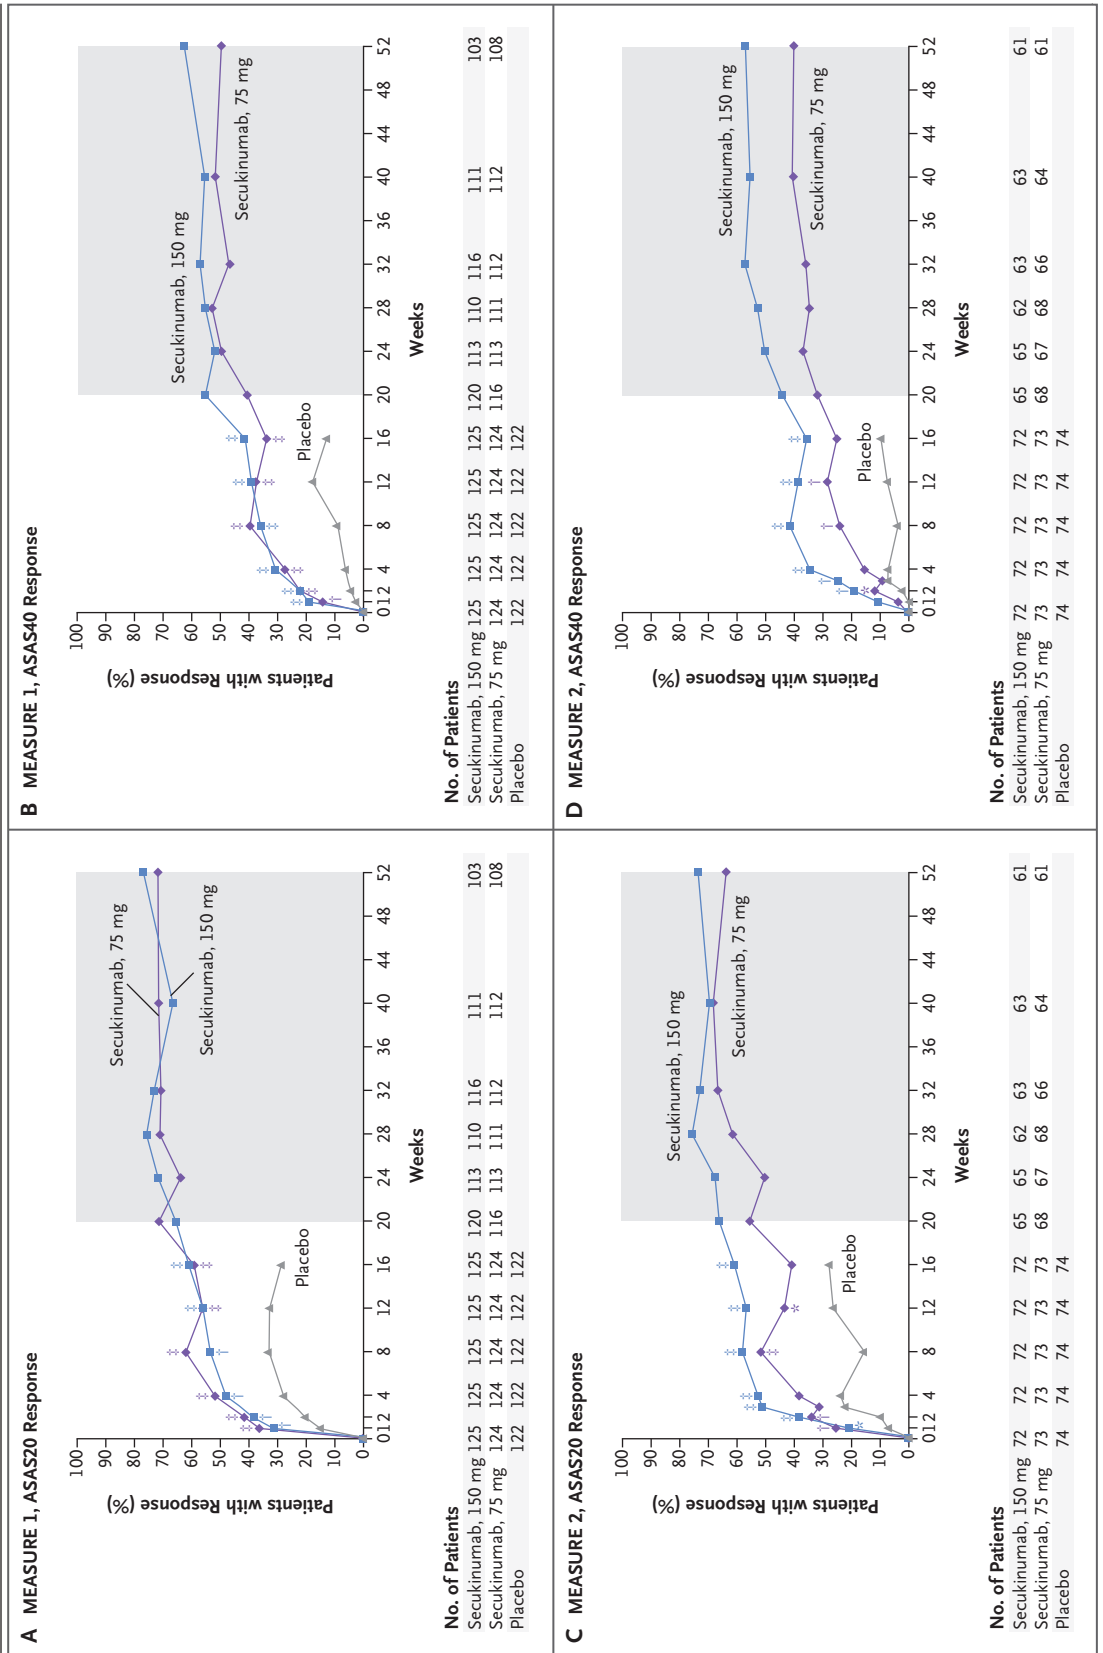 A MEASURE 1, ASAS20 Response
Patients with Response (%)
100
90
80
70
60
50
40
30
20
10
0
Secukinumab, 75 mg
Secukinumab, 150 mg
Placebo
0 1 2 4 8 12 16 20 24 28 32 36 40 44 48 52
Weeks
No. of Patients
Secukinumab, 150 mg 125 125 125 125 125 120 113 110 116 111 103
Secukinumab, 75 mg 124 124 124 124 124 116 113 111 112 112 108
Placebo 122 122 122 122 122
B MEASURE 1, ASAS40 Response
Patients with Response (%)
100
90
80
70
60
50
40
30
20
10
0
Secukinumab, 150 mg
Secukinumab, 75 mg
Placebo
0 1 2 4 8 12 16 20 24 28 32 36 40 44 48 52
Weeks
No. of Patients
Secukinumab, 150 mg 125 125 125 125 125 120 113 110 116 111 103
Secukinumab, 75 mg 124 124 124 124 124 116 113 111 112 112 108
Placebo 122 122 122 122 122
C MEASURE 2, ASAS20 Response
Patients with Response (%)
100
90
80
70
60
50
40
30
20
10
0
Secukinumab, 150 mg
Secukinumab, 75 mg
Placebo
0 1 2 4 8 12 16 20 24 28 32 36 40 44 48 52
Weeks
No. of Patients
Secukinumab, 150 mg 72 72 72 72 72 65 65 62 63 63 61
Secukinumab, 75 mg 73 73 73 73 73 68 67 68 66 64 61
Placebo 74 74 74 74 74
D MEASURE 2, ASAS40 Response
Patients with Response (%)
100
90
80
70
60
50
40
30
20
10
0
Secukinumab, 150 mg
Secukinumab, 75 mg
Placebo
0 1 2 4 8 12 16 20 24 28 32 36 40 44 48 52
Weeks
No. of Patients
Secukinumab, 150 mg 72 72 72 72 72 65 65 62 63 63 61
Secukinumab, 75 mg 73 73 73 73 73 68 67 68 66 64 61
Placebo 74 74 74 74 74